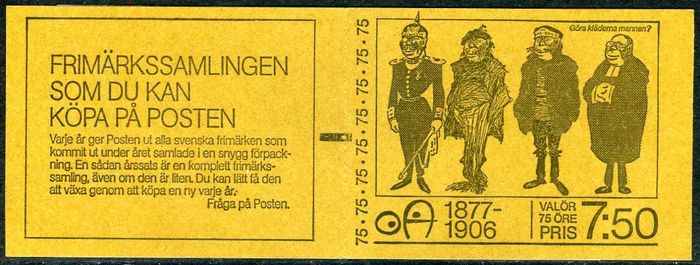 FRIMÄRKSSAMLINGEN
SOM DU KAN
KÖPA PÅ POSTEN
Varje år ger Posten ut alla svenska frimärken som
kommit ut under året samlade i en snygg förpack-
ning. En sådan årssats är en komplett frimärks-
samling, även om den är liten. Du kan lätt få den
att växa genom att köpa en ny varje år.
Fråga på Posten.
75·75·75·75·75·75·75·75·75
Göra kläderna mannen?
OA 1877-
1906
VALÖR
75 ÖRE
PRIS 7:50